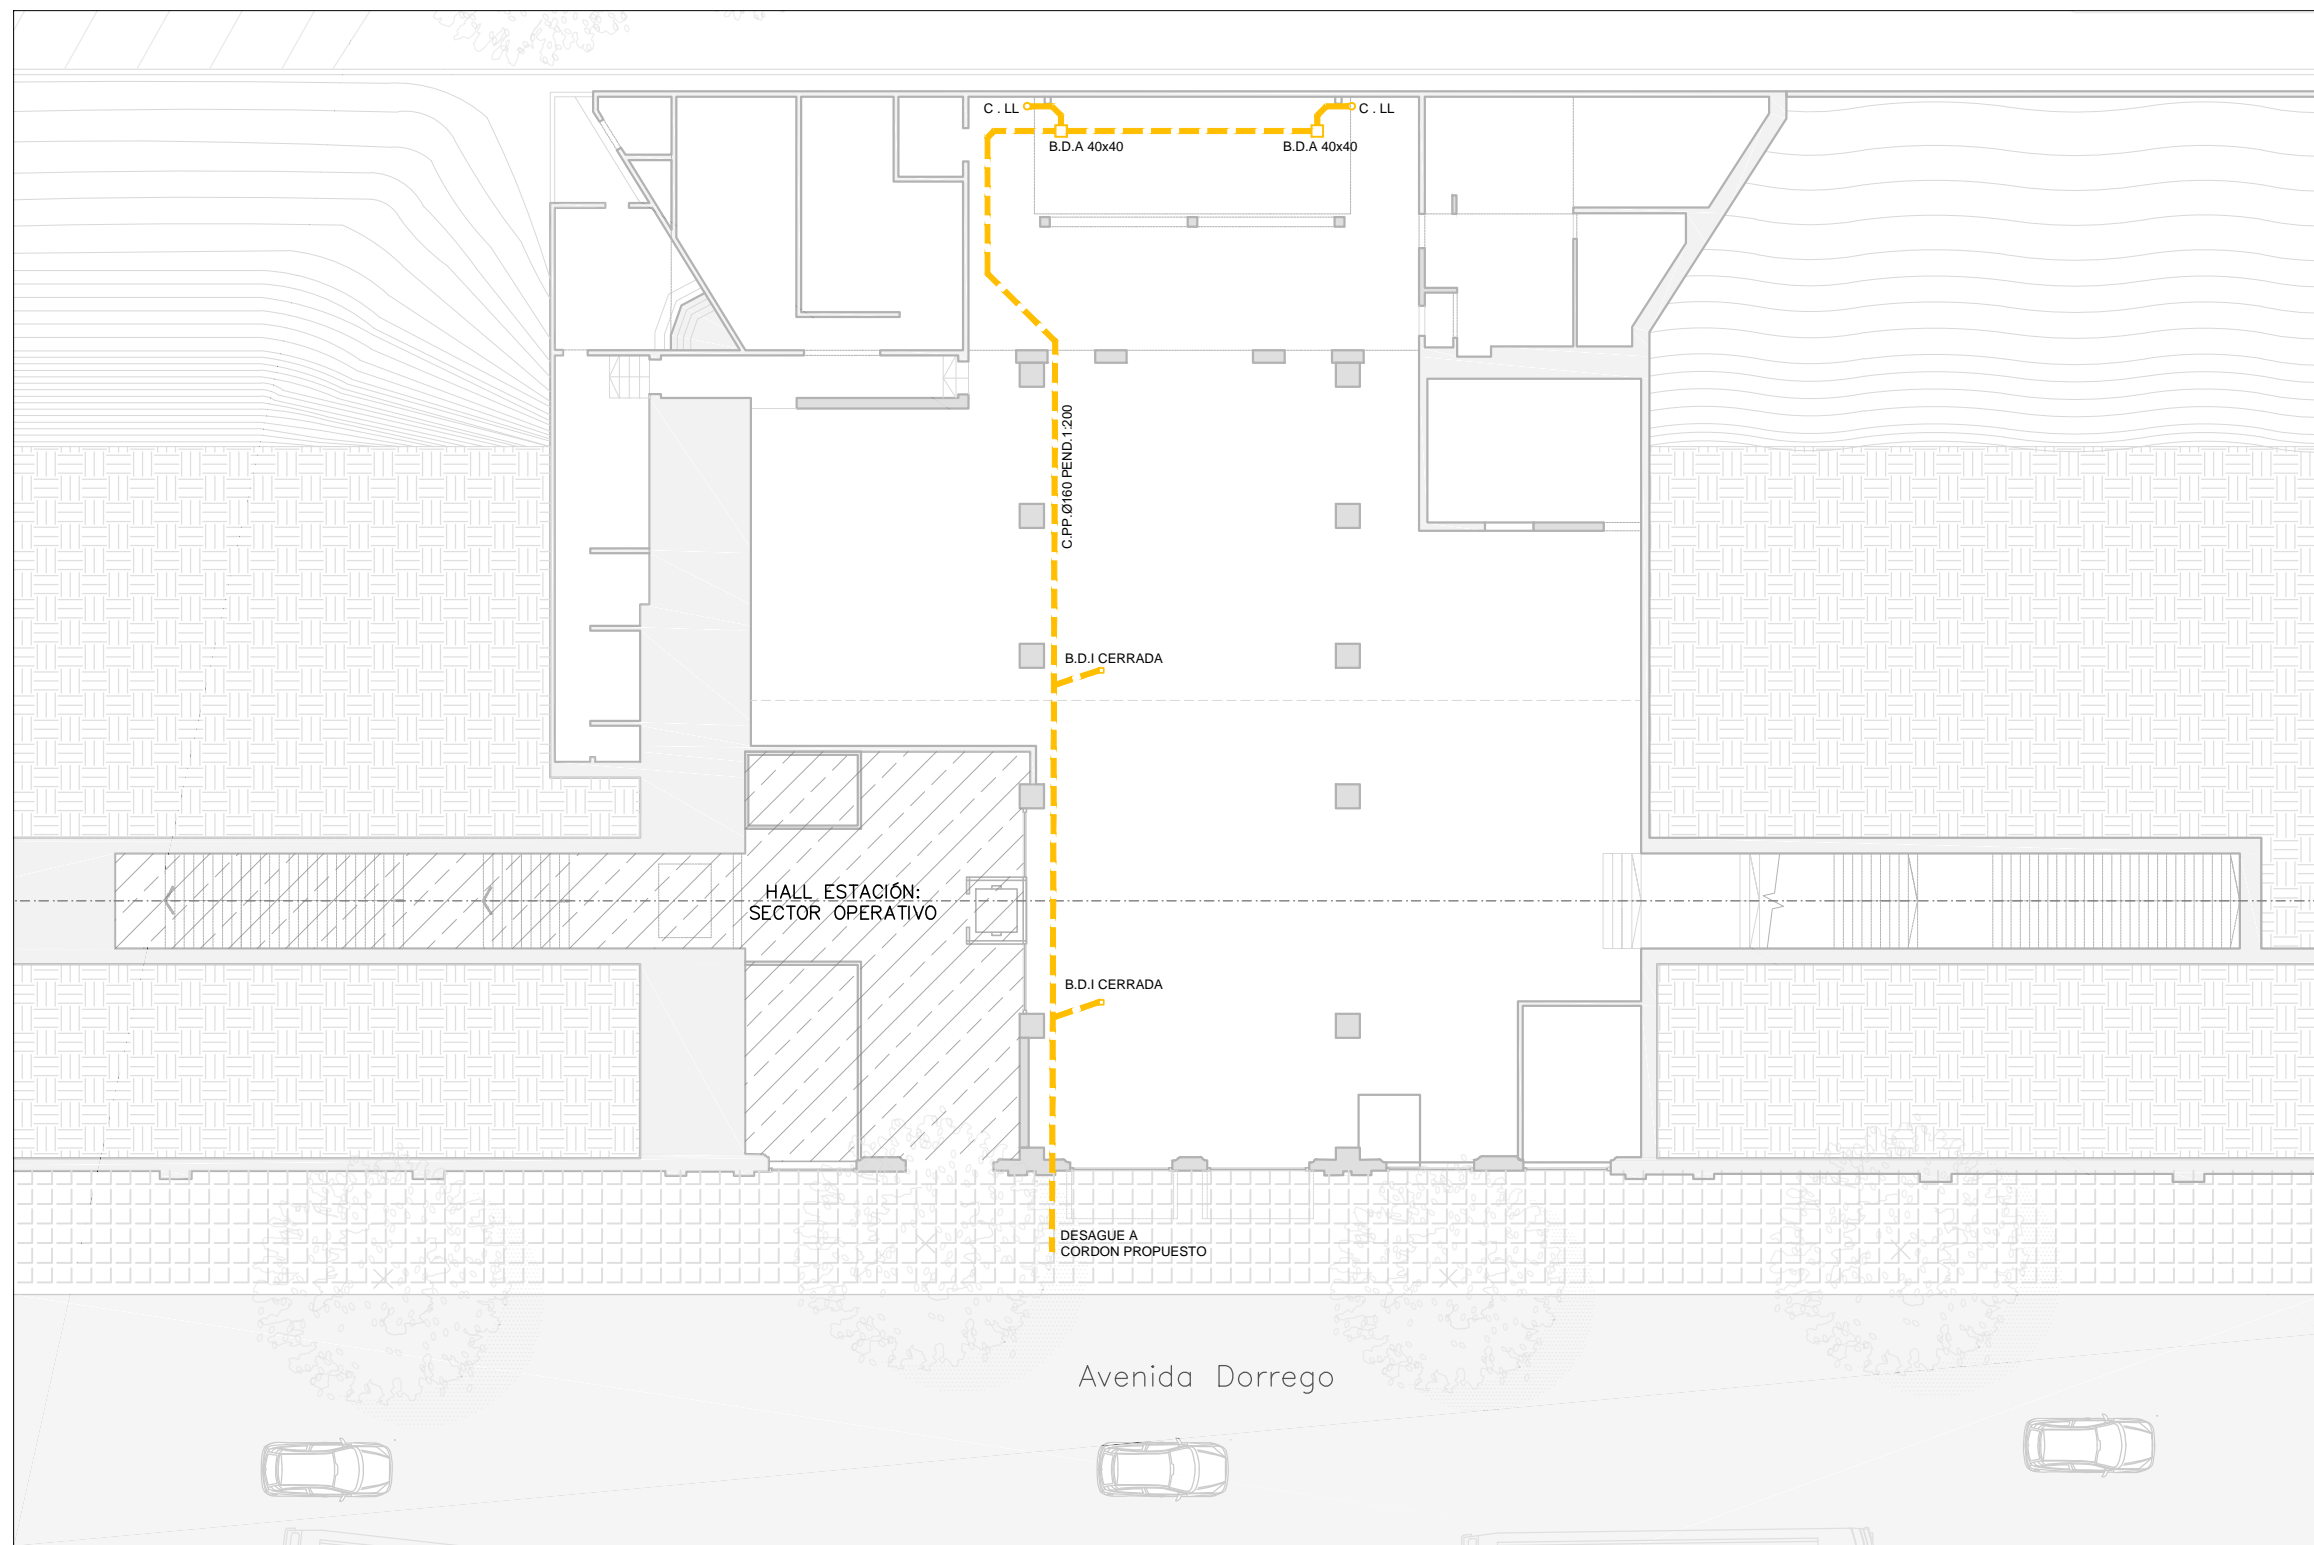 C . LL
C . LL
B.D.A 40x40
B.D.A 40x40
C.PP.Ø160 PEND.1:200
B.D.I CERRADA
HALL ESTACIÓN:
SECTOR OPERATIVO
B.D.I CERRADA
DESAGUE A
CORDON PROPUESTO
Avenida Dorrego